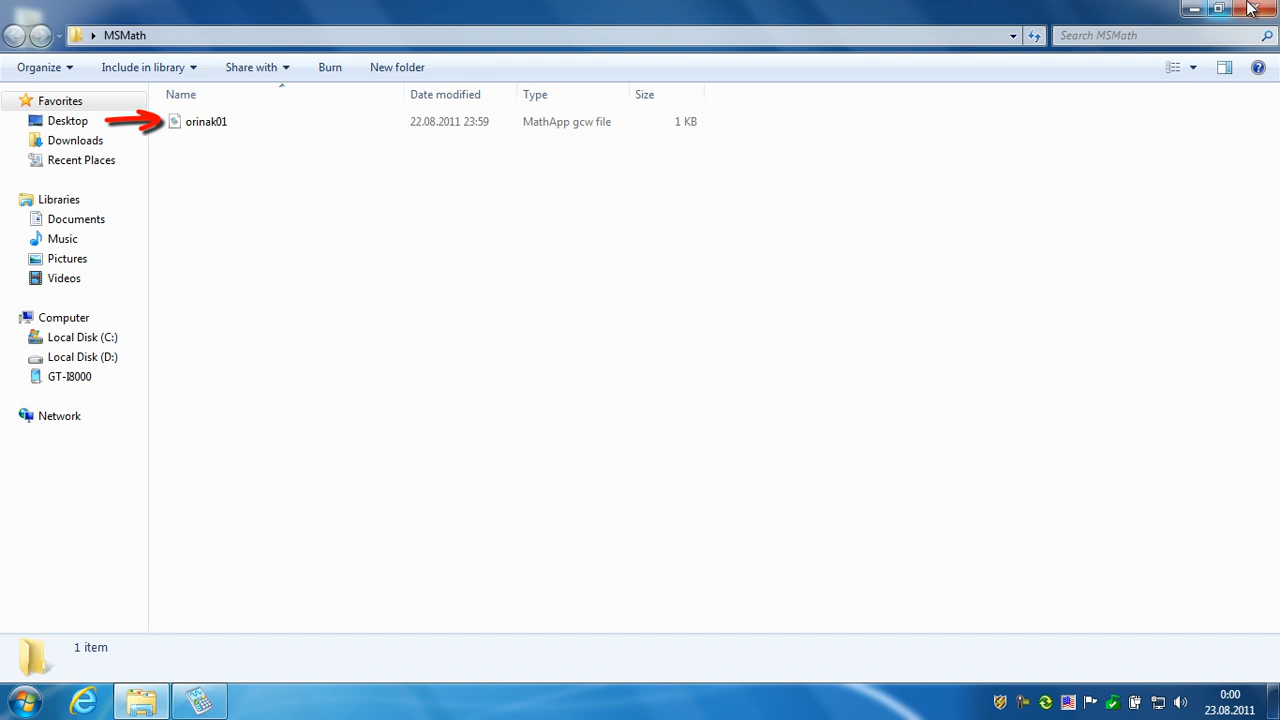 MSMath
Search MSMath
Organize
Include in library
Share with
Burn
New folder
Name
Date modified
Type
Size
Favorites
Desktop
Downloads
Recent Places
Libraries
Documents
Music
Pictures
Videos
Computer
Local Disk (C:)
Local Disk (D:)
GT-I8000
Network
orinak01
22.08.2011 23:59
MathApp gcw file
1 KB
1 item
0:00
23.08.2011